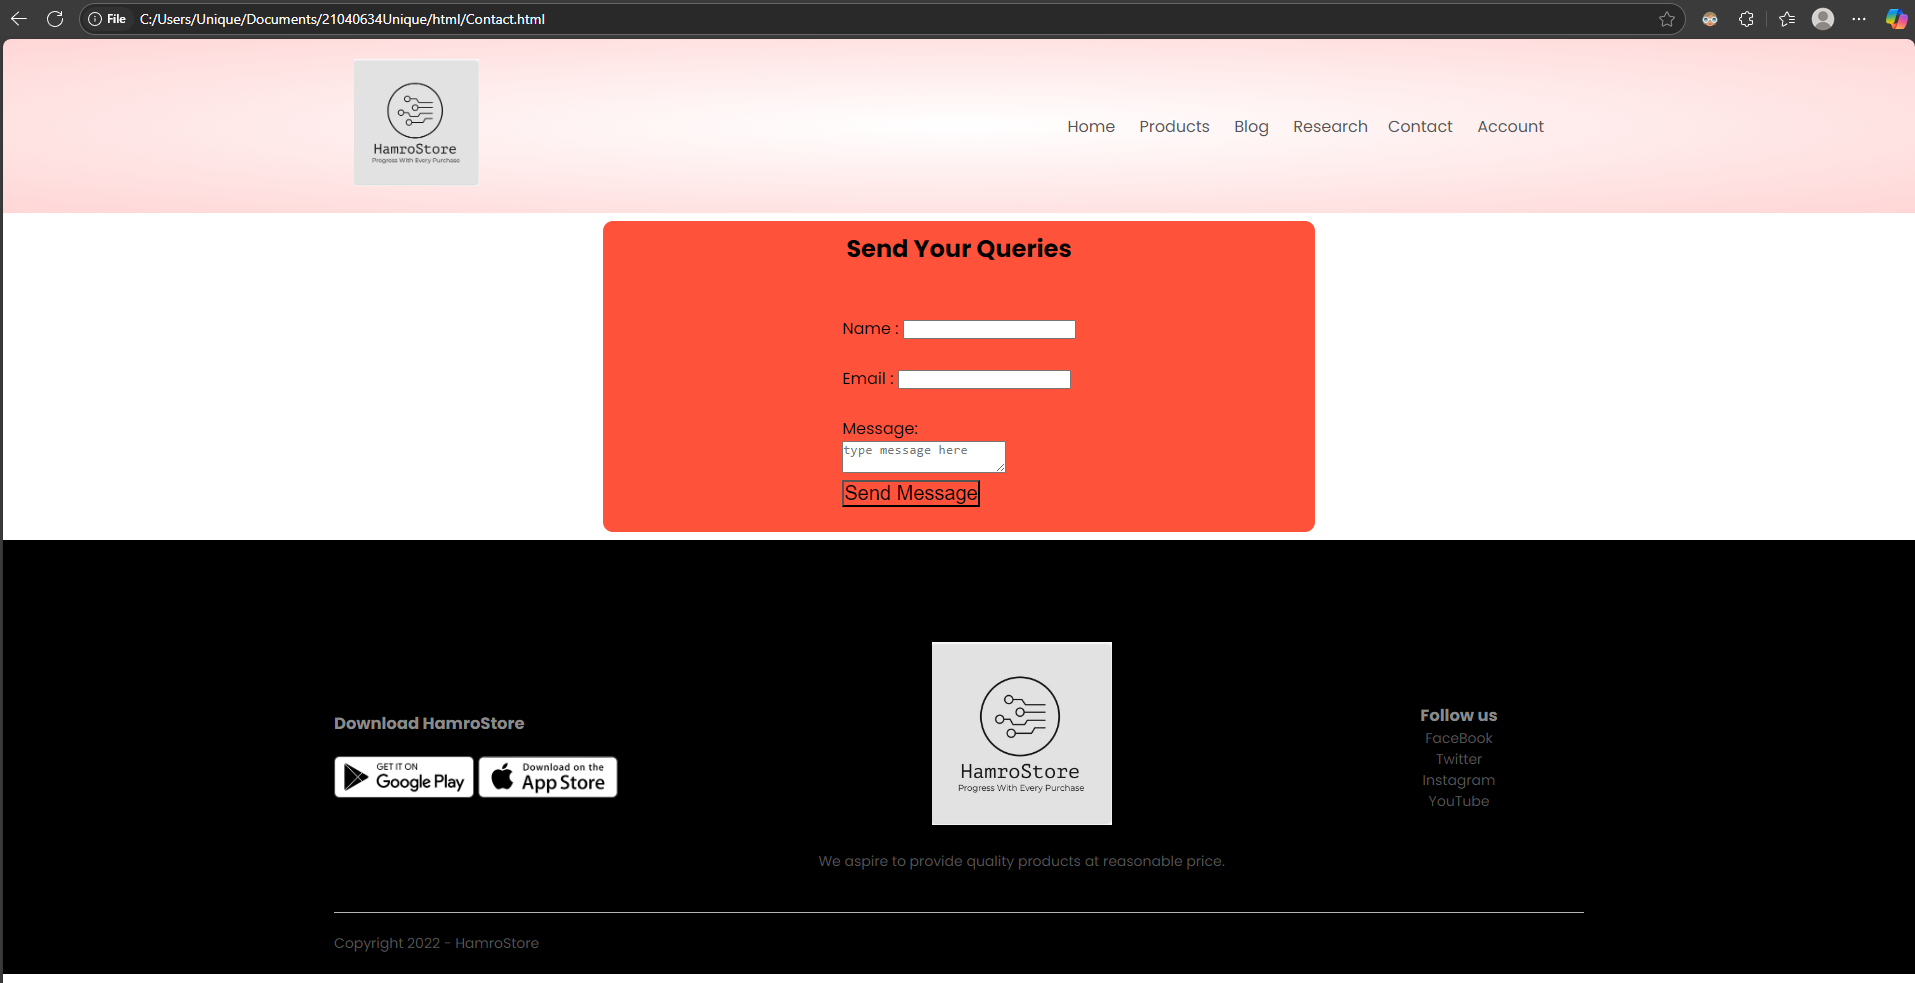 File C:/Users/Unique/Documents/21040634Unique/html/Contact.html
HamroStore
Progress With Every Purchase
Home Products Blog Research Contact Account
Send Your Queries
Name :
Email :
Message:
type message here
Send Message
Download HamroStore
GET IT ON
Google Play
Download on the
App Store
HamroStore
Progress With Every Purchase
We aspire to provide quality products at reasonable price.
Follow us
FaceBook
Twitter
Instagram
YouTube
Copyright 2022 - HamroStore